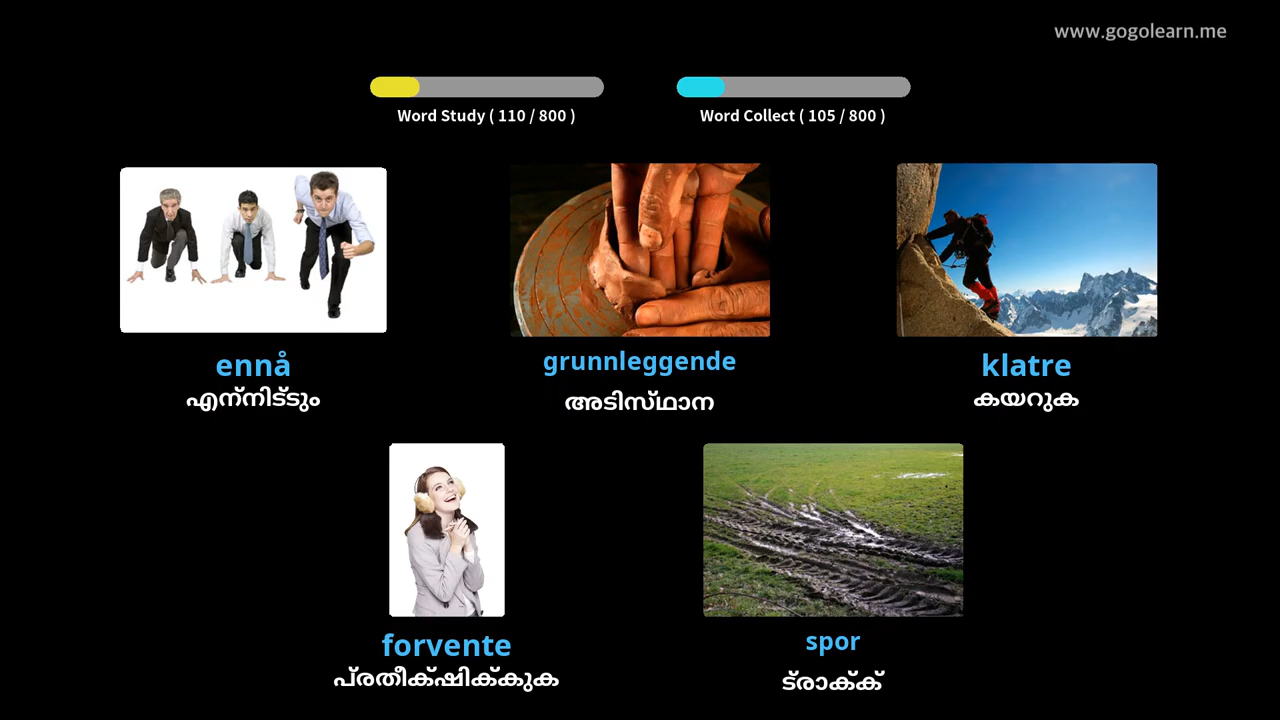 www.gogolearn.me
Word Study ( 110 / 800 )
Word Collect ( 105 / 800 )
ennå
grunnleggende
klatre
എന്നിട്ടും
അടിസ്ഥാന
കയറുക
forvente
spor
പ്രതീക്ഷിക്കുക
ട്രാക്ക്